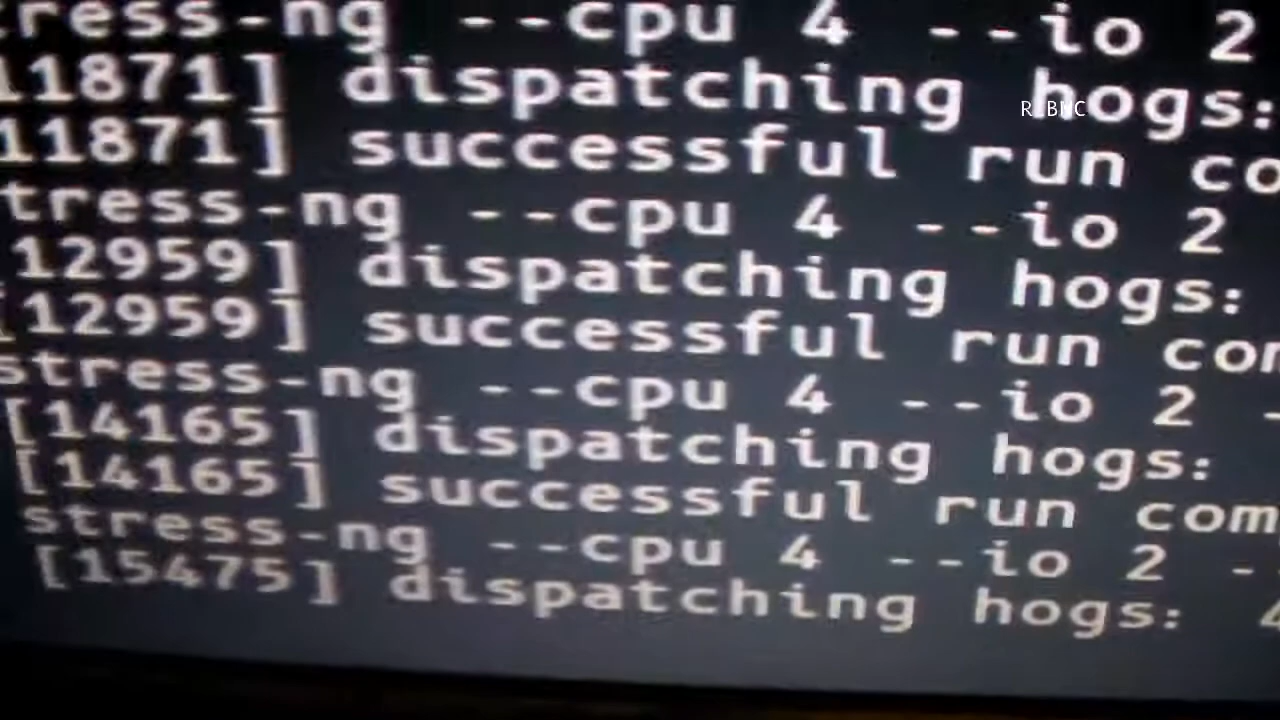 ress-ng --cpu 4 --io 2
11871] dispatching hogs:
11871] successful run co
tress-ng --cpu 4 --io 2
12959] dispatching hogs:
[12959] successful run com
stress-ng --cpu 4 --io 2 -
[14165] dispatching hogs:
[14165] successful run com
stress-ng --cpu 4 --io 2 --
[15475] dispatching hogs: 4